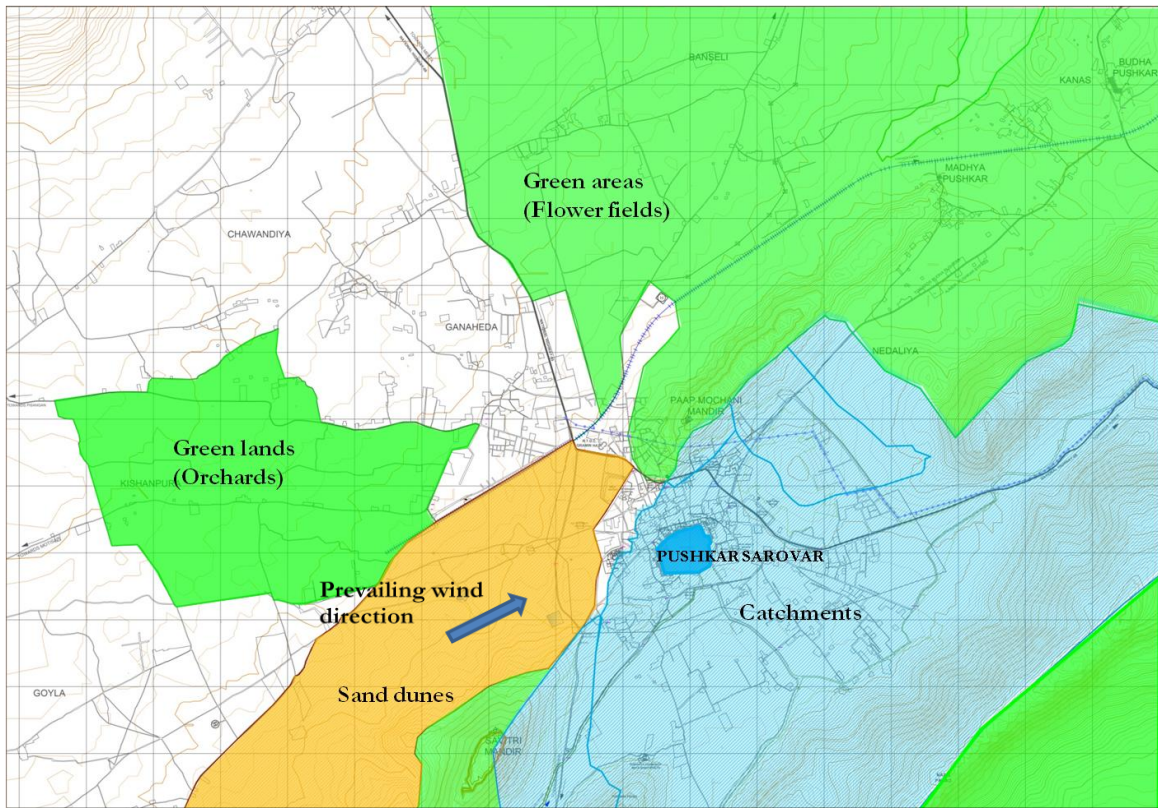 BANSELI
KANAS
BUDHA
PUSHKAR
MADHYA
PUSHKAR
Green areas
(Flower fields)
CHAWANDIYA
GANAHEDA
NEDALIYA
PAAP MOCHANI
MANDIR
Green lands
(Orchards)
KISHANPURA
PUSHKAR SAROVAR
Prevailing wind
direction
Catchments
Sand dunes
GOYLA
SAVITRI
MANDIR